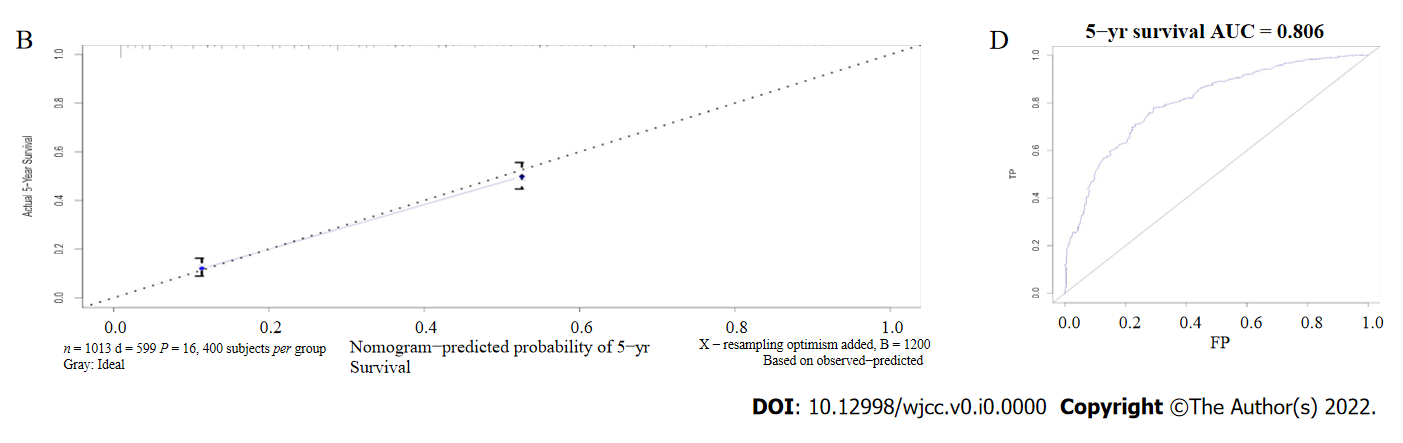 B
1.0
0.8
0.6
0.4
0.2
0.0
Actual 5-Year Survival
0.0 0.2 0.4 0.6 0.8 1.0
n = 1013 d = 599 P = 16, 400 subjects per group
Gray: Ideal
Nomogram−predicted probability of 5−yr
Survival
X − resampling optimism added, B = 1200
Based on observed−predicted
D
5−yr survival AUC = 0.806
1.0
0.8
0.6
0.4
0.2
0.0
TP
0.0 0.2 0.4 0.6 0.8 1.0
FP
DOI: 10.12998/wjcc.v0.i0.0000 Copyright ©The Author(s) 2022.